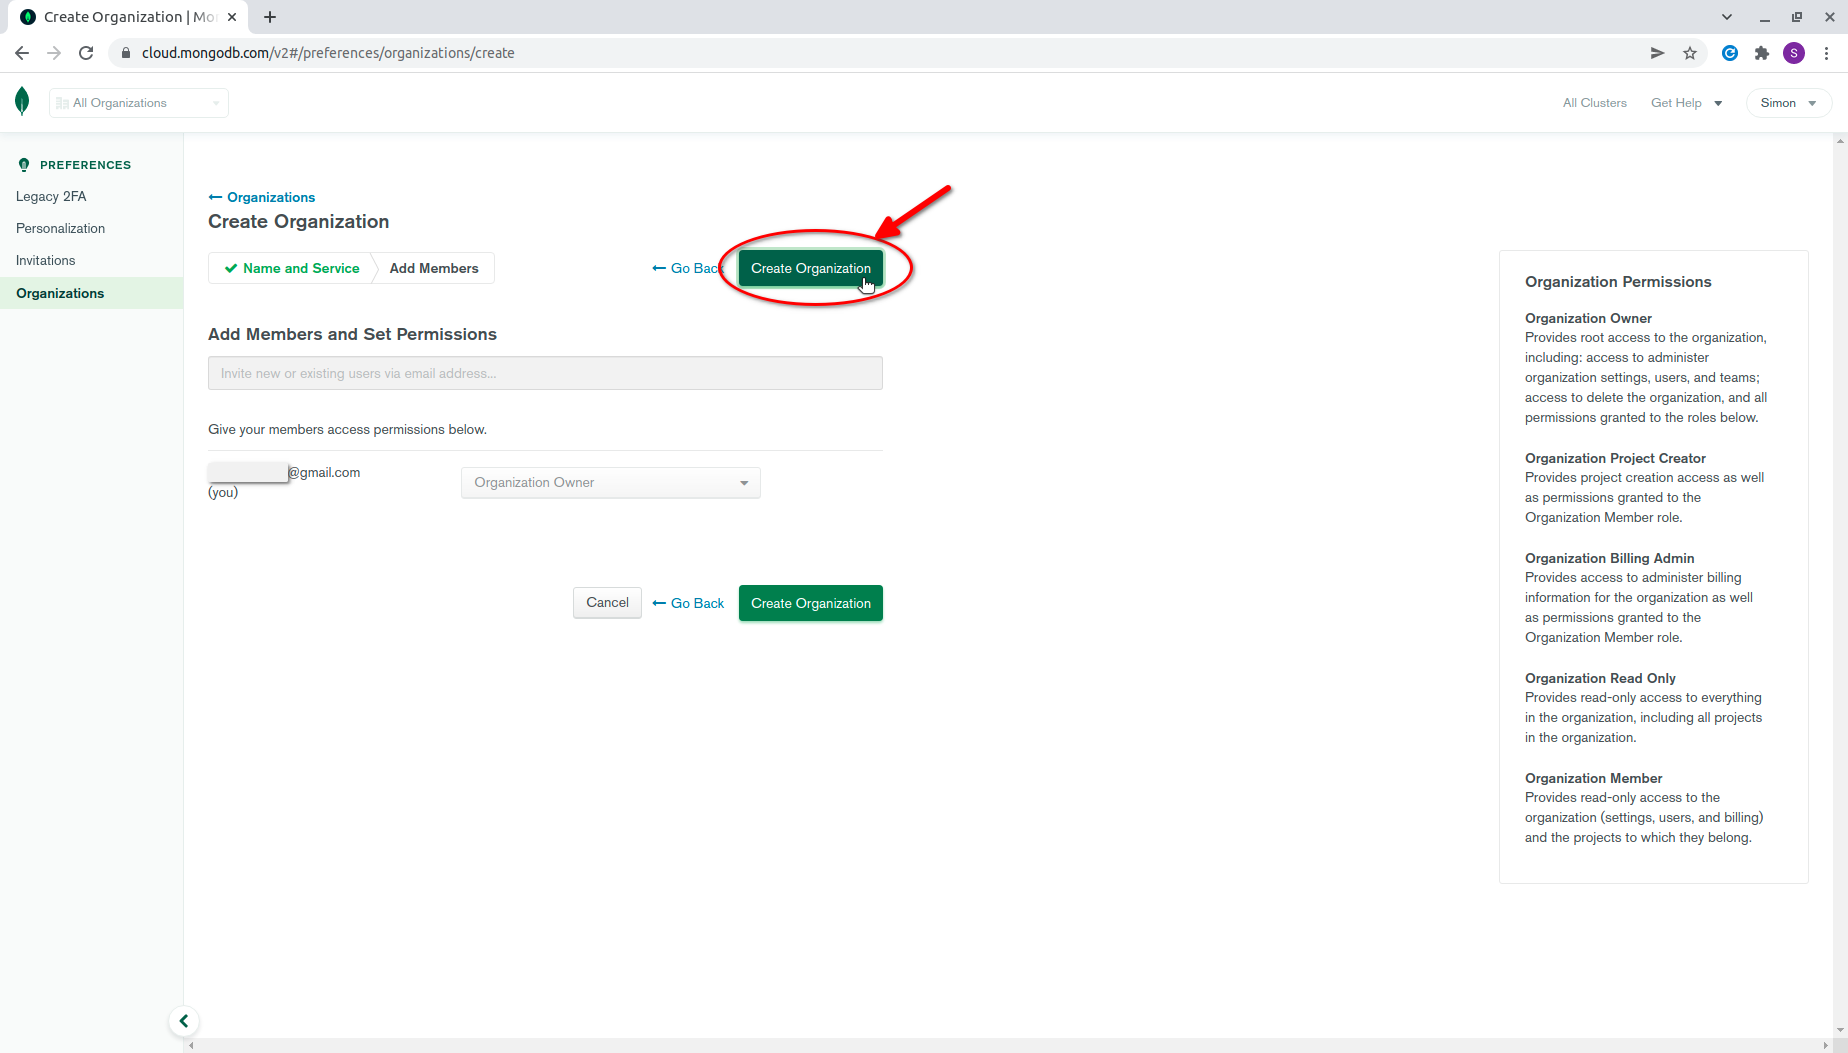 Create Organization | Mo
cloud.mongodb.com/v2#/preferences/organizations/create
S
All Organizations
All Clusters
Get Help
Simon
PREFERENCES
Legacy 2FA
Personalization
Invitations
Organizations
← Organizations
Create Organization
✔ Name and Service
Add Members
← Go Back
Create Organization
Add Members and Set Permissions
Invite new or existing users via email address...
Give your members access permissions below.
@gmail.com
(you)
Organization Owner
Cancel
← Go Back
Create Organization
Organization Permissions
Organization Owner
Provides root access to the organization,
including: access to administer
organization settings, users, and teams;
access to delete the organization, and all
permissions granted to the roles below.
Organization Project Creator
Provides project creation access as well
as permissions granted to the
Organization Member role.
Organization Billing Admin
Provides access to administer billing
information for the organization as well
as permissions granted to the
Organization Member role.
Organization Read Only
Provides read-only access to everything
in the organization, including all projects
in the organization.
Organization Member
Provides read-only access to the
organization (settings, users, and billing)
and the projects to which they belong.